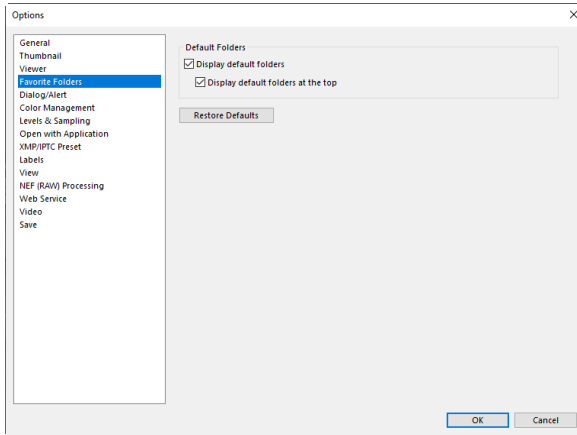 Options
General
Thumbnail
Viewer
Favorite Folders
Dialog/Alert
Color Management
Levels & Sampling
Open with Application
XMP/IPTC Preset
Labels
View
NEF (RAW) Processing
Web Service
Video
Save
Default Folders
Display default folders
Display default folders at the top
Restore Defaults
OK
Cancel